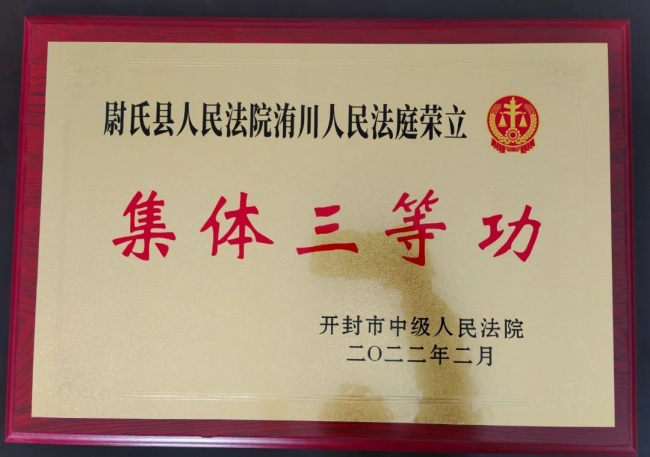 尉氏县人民法院洧川人民法庭荣立
集体三等功
开封市中级人民法院
二〇二二年二月